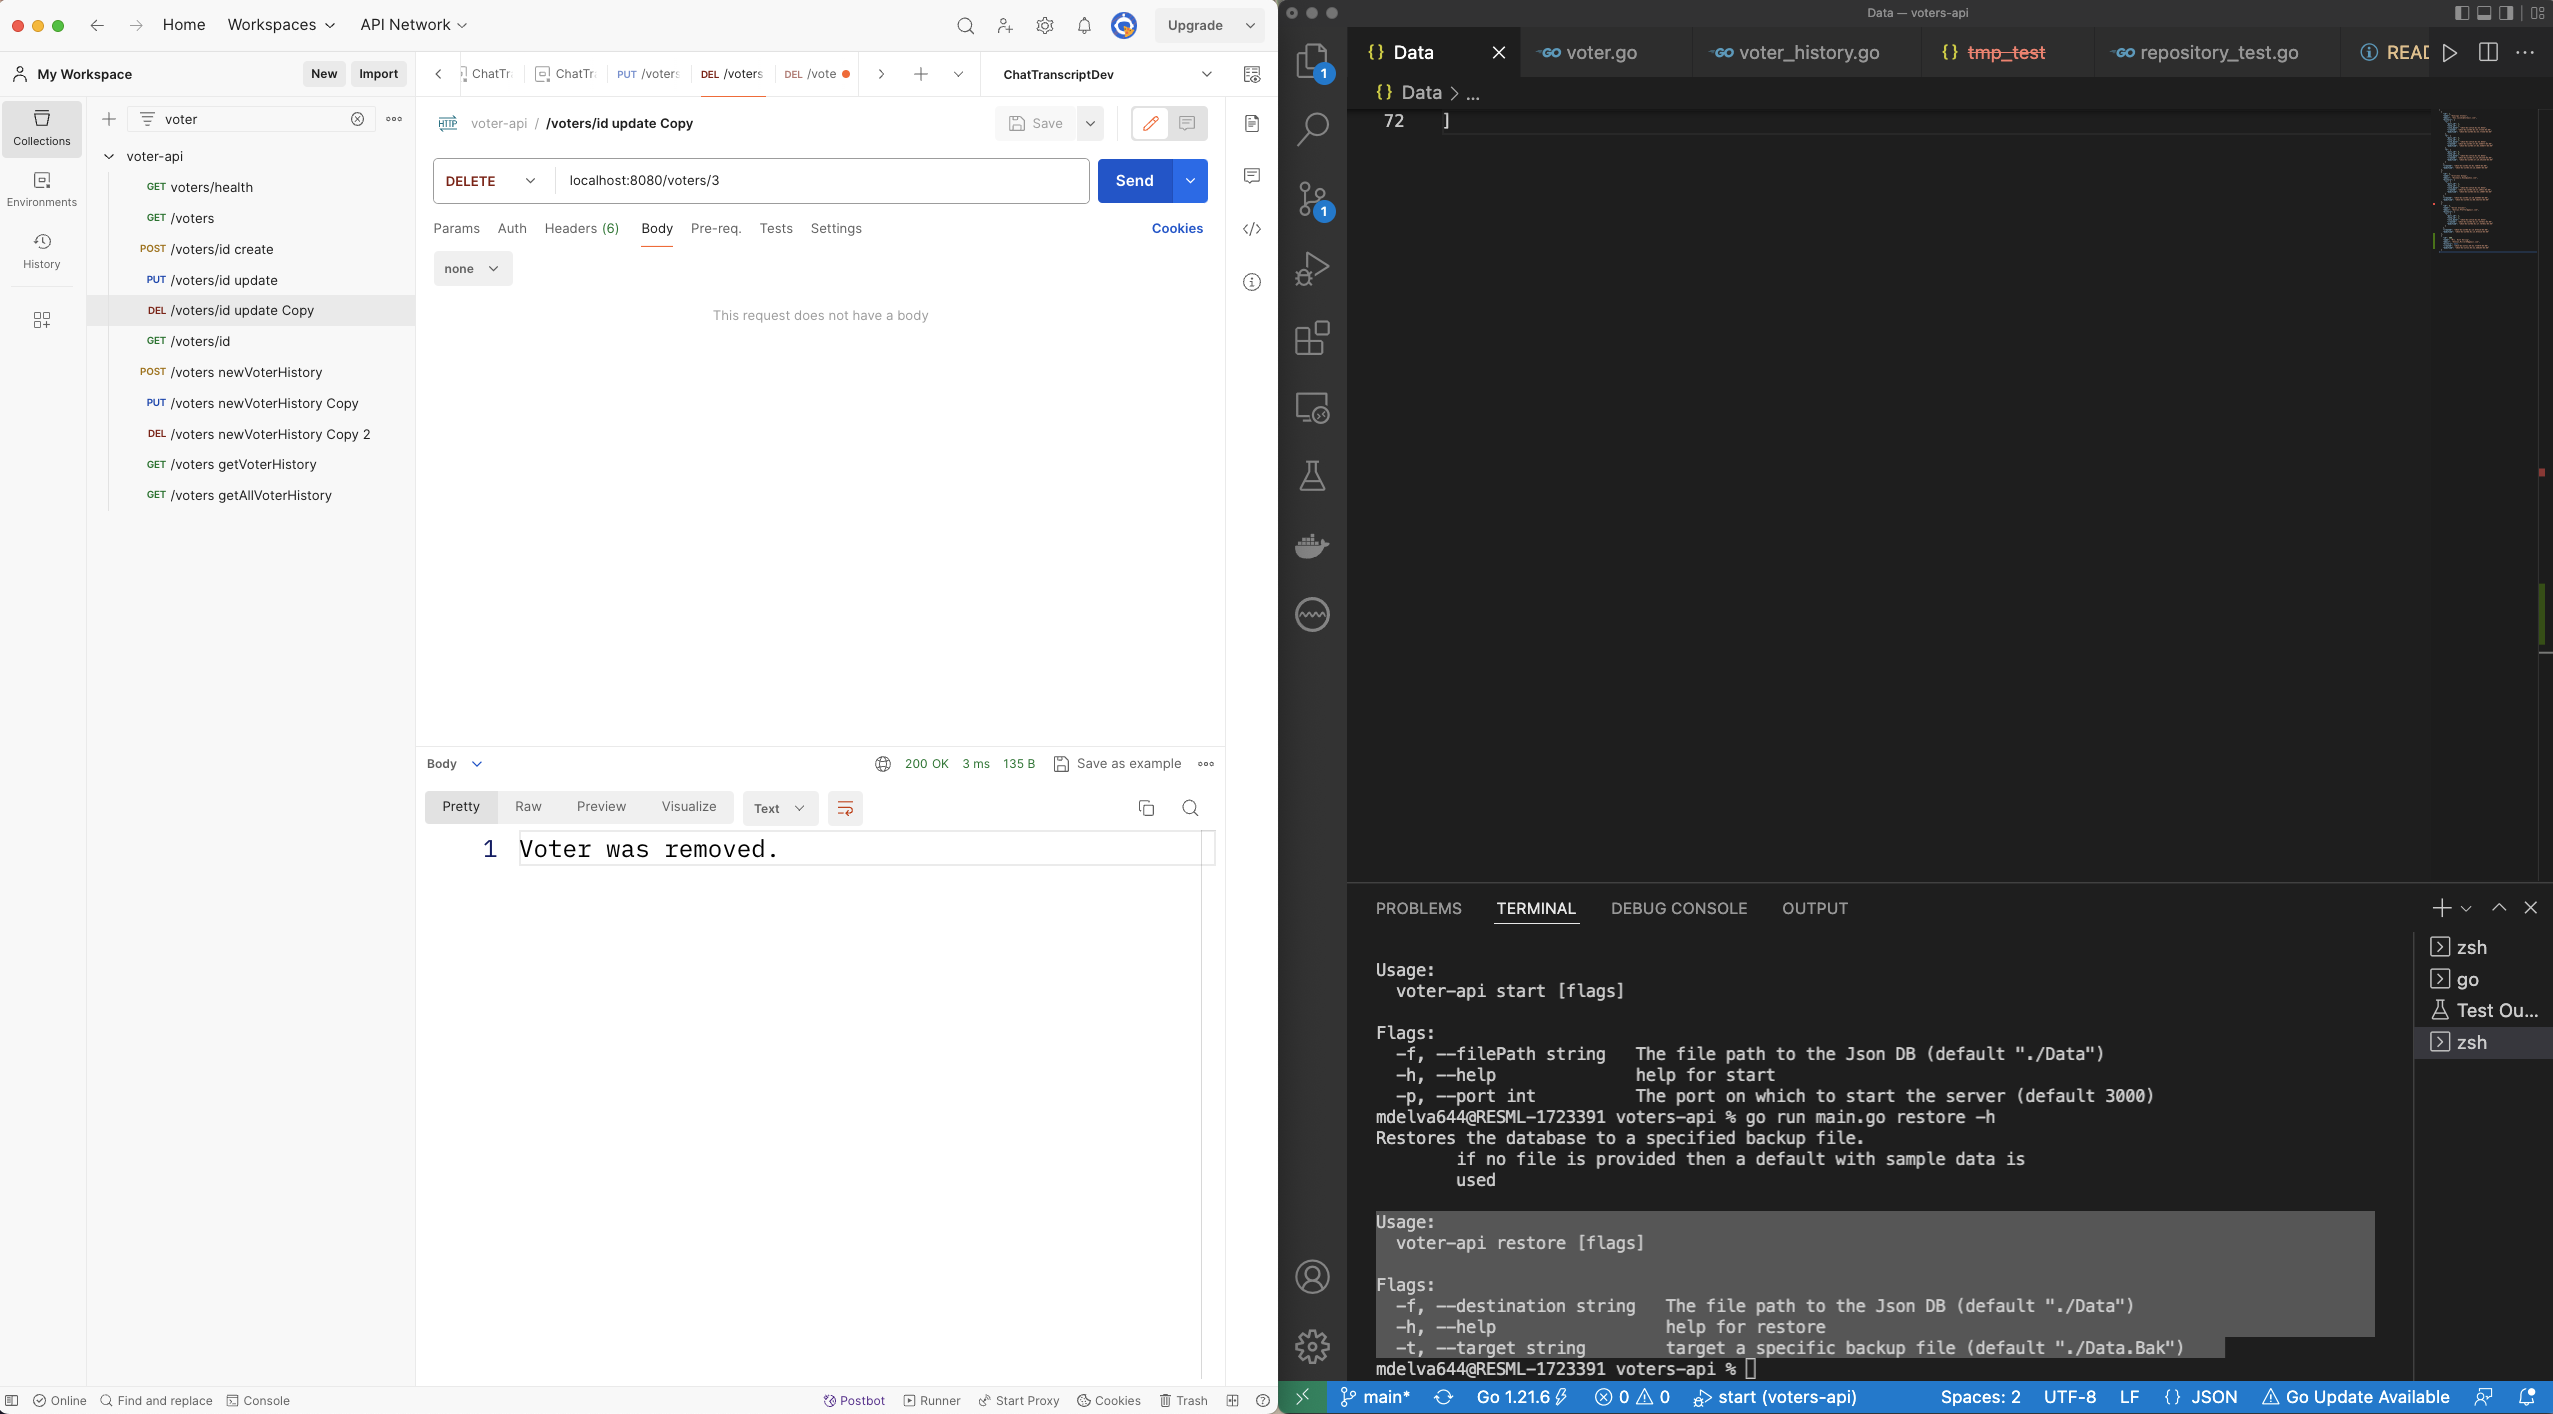 Home
Workspaces
API Network
Upgrade
My Workspace
New
Import
ChatTr
ChatTra
PUT /voters
DEL /voters
DEL /vote
ChatTranscriptDev
Collections
Environments
History
voter
voter-api
GET voters/health
GET /voters
POST /voters/id create
PUT /voters/id update
DEL /voters/id update Copy
GET /voters/id
POST /voters newVoterHistory
PUT /voters newVoterHistory Copy
DEL /voters newVoterHistory Copy 2
GET /voters getVoterHistory
GET /voters getAllVoterHistory
HTTP voter-api / /voters/id update Copy
Save
DELETE
localhost:8080/voters/3
Send
Params Auth Headers (6) Body Pre-req. Tests Settings
Cookies
none
This request does not have a body
Body
200 OK 3 ms 135 B
Save as example
Pretty Raw Preview Visualize Text
1 Voter was removed.
Online
Find and replace
Console
Postbot
Runner
Start Proxy
Cookies
Trash
Data — voters-api
{} Data
GO voter.go
GO voter_history.go
{} tmp_test
GO repository_test.go
READ
{} Data > ...
72 ]
1
1
PROBLEMS TERMINAL DEBUG CONSOLE OUTPUT
Usage:
voter-api start [flags]
Flags:
-f, --filePath string The file path to the Json DB (default "./Data")
-h, --help help for start
-p, --port int The port on which to start the server (default 3000)
mdelva644@RESML-1723391 voters-api % go run main.go restore -h
Restores the database to a specified backup file.
if no file is provided then a default with sample data is
used
Usage:
voter-api restore [flags]
Flags:
-f, --destination string The file path to the Json DB (default "./Data")
-h, --help help for restore
-t, --target string target a specific backup file (default "./Data.Bak")
mdelva644@RESML-1723391 voters-api %
zsh
go
Test Ou...
zsh
main*
Go 1.21.6
0 0
start (voters-api)
Spaces: 2
UTF-8
LF
{} JSON
Go Update Available